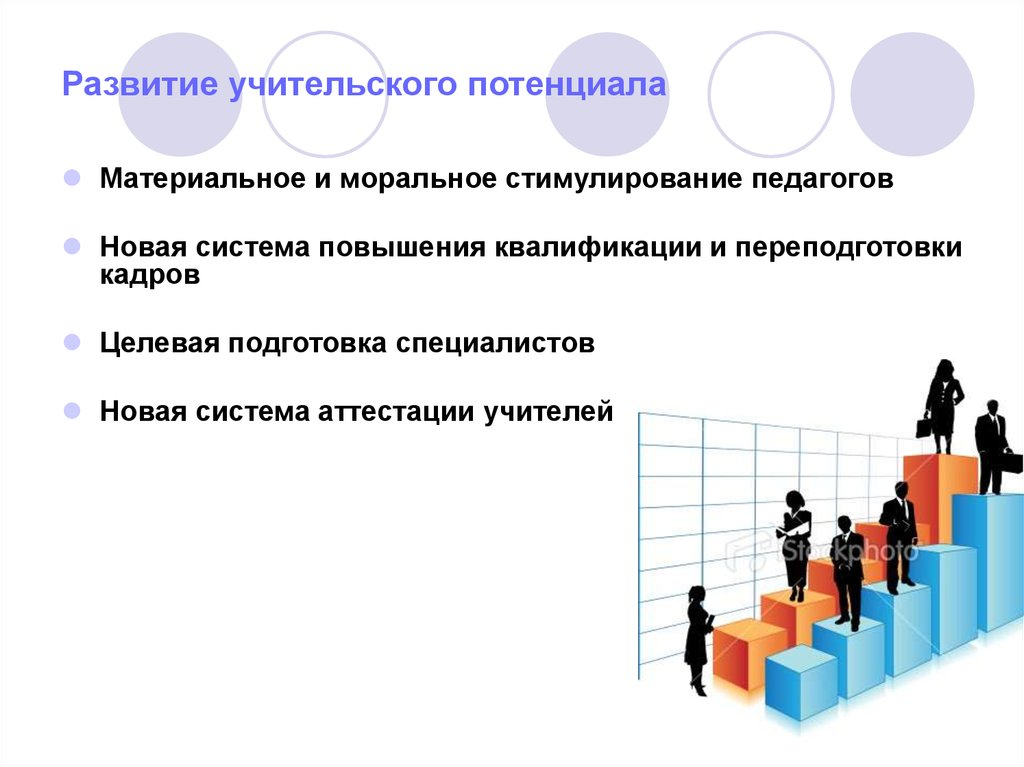 Развитие учительского потенциала
Материальное и моральное стимулирование педагогов
Новая система повышения квалификации и переподготовки
кадров
Целевая подготовка специалистов
Новая система аттестации учителей
iStockphoto